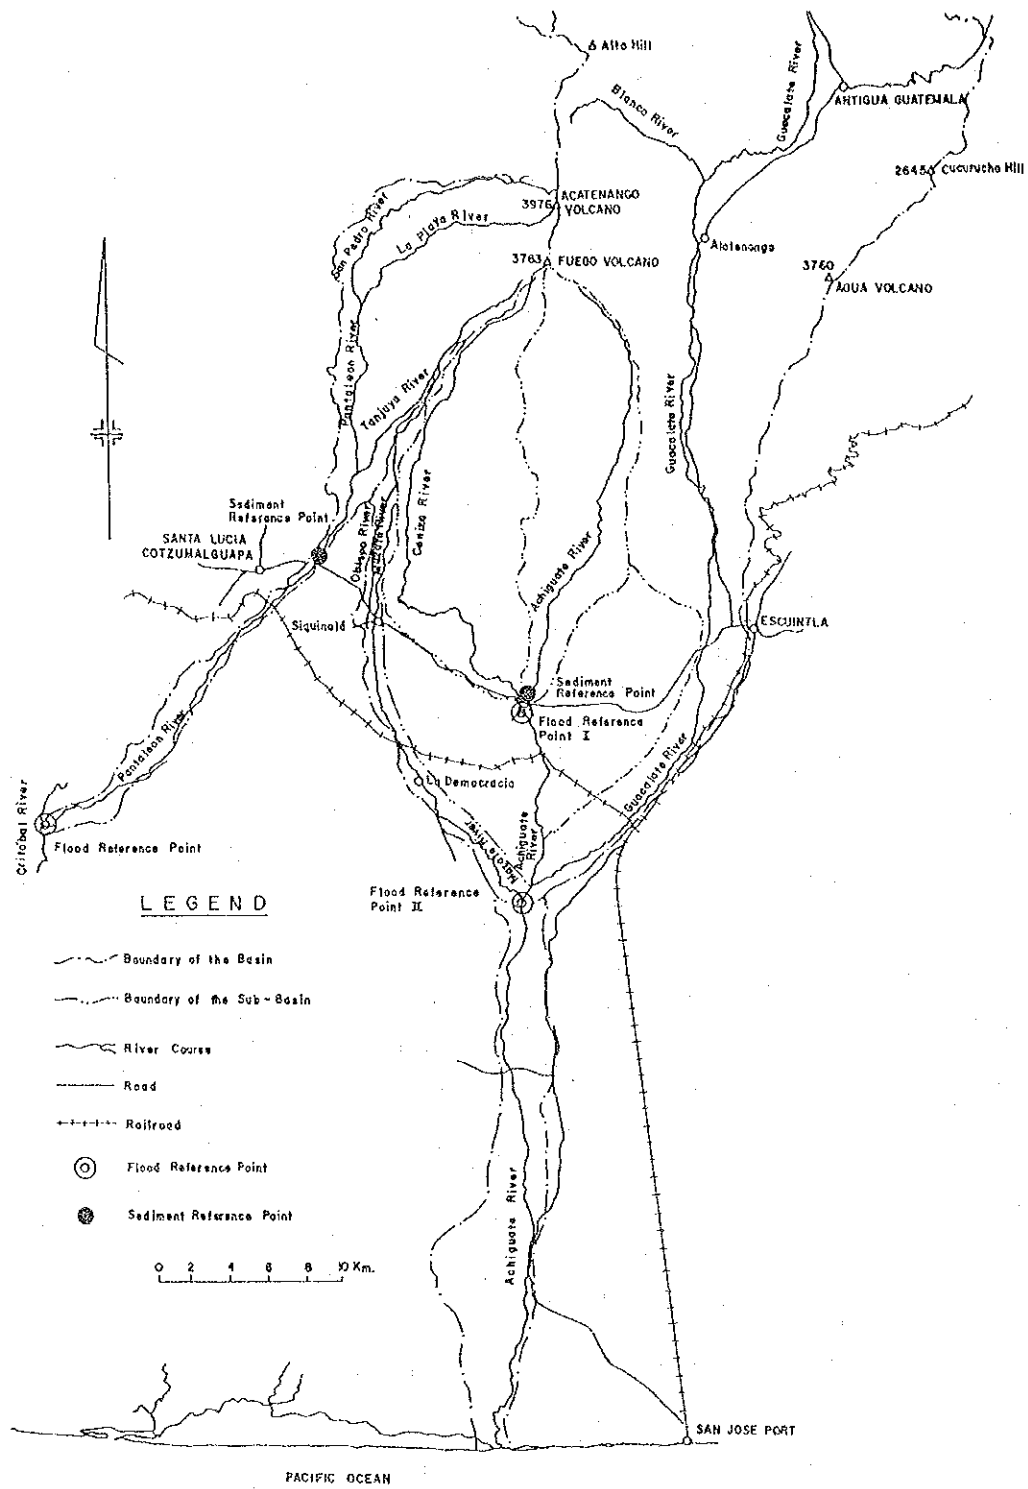 Alto Hill
Blanco River
Guacalate River
ANTIGUA GUATEMALA
2645
Cucurucho Hill
ACATENANGO
3976
VOLCANO
San Pedro River
La Playa River
Alotenango
3763
FUEGO VOLCANO
3760
AGUA VOLCANO
Pantaleon River
Tanjuya River
Guacalate River
Sediment
Reference Point
SANTA LUCIA
COTZUMALGUAPA
Obispo River
Ceniza River
Achiguate River
Siquinalá
ESCUINTLA
Sediment
Reference Point
Flood Reference
Point I
Pantaleon River
Guacalate River
La Democracia
Critóbal River
Flood Reference Point
Achiguate
River
Flood Reference
Point II
LEGEND
Boundary of the Basin
Boundary of the Sub-Basin
River Course
Road
Railroad
Flood Reference Point
Sediment Reference Point
0 2 4 6 8 10 Km.
Achiguate River
SAN JOSE PORT
PACIFIC OCEAN